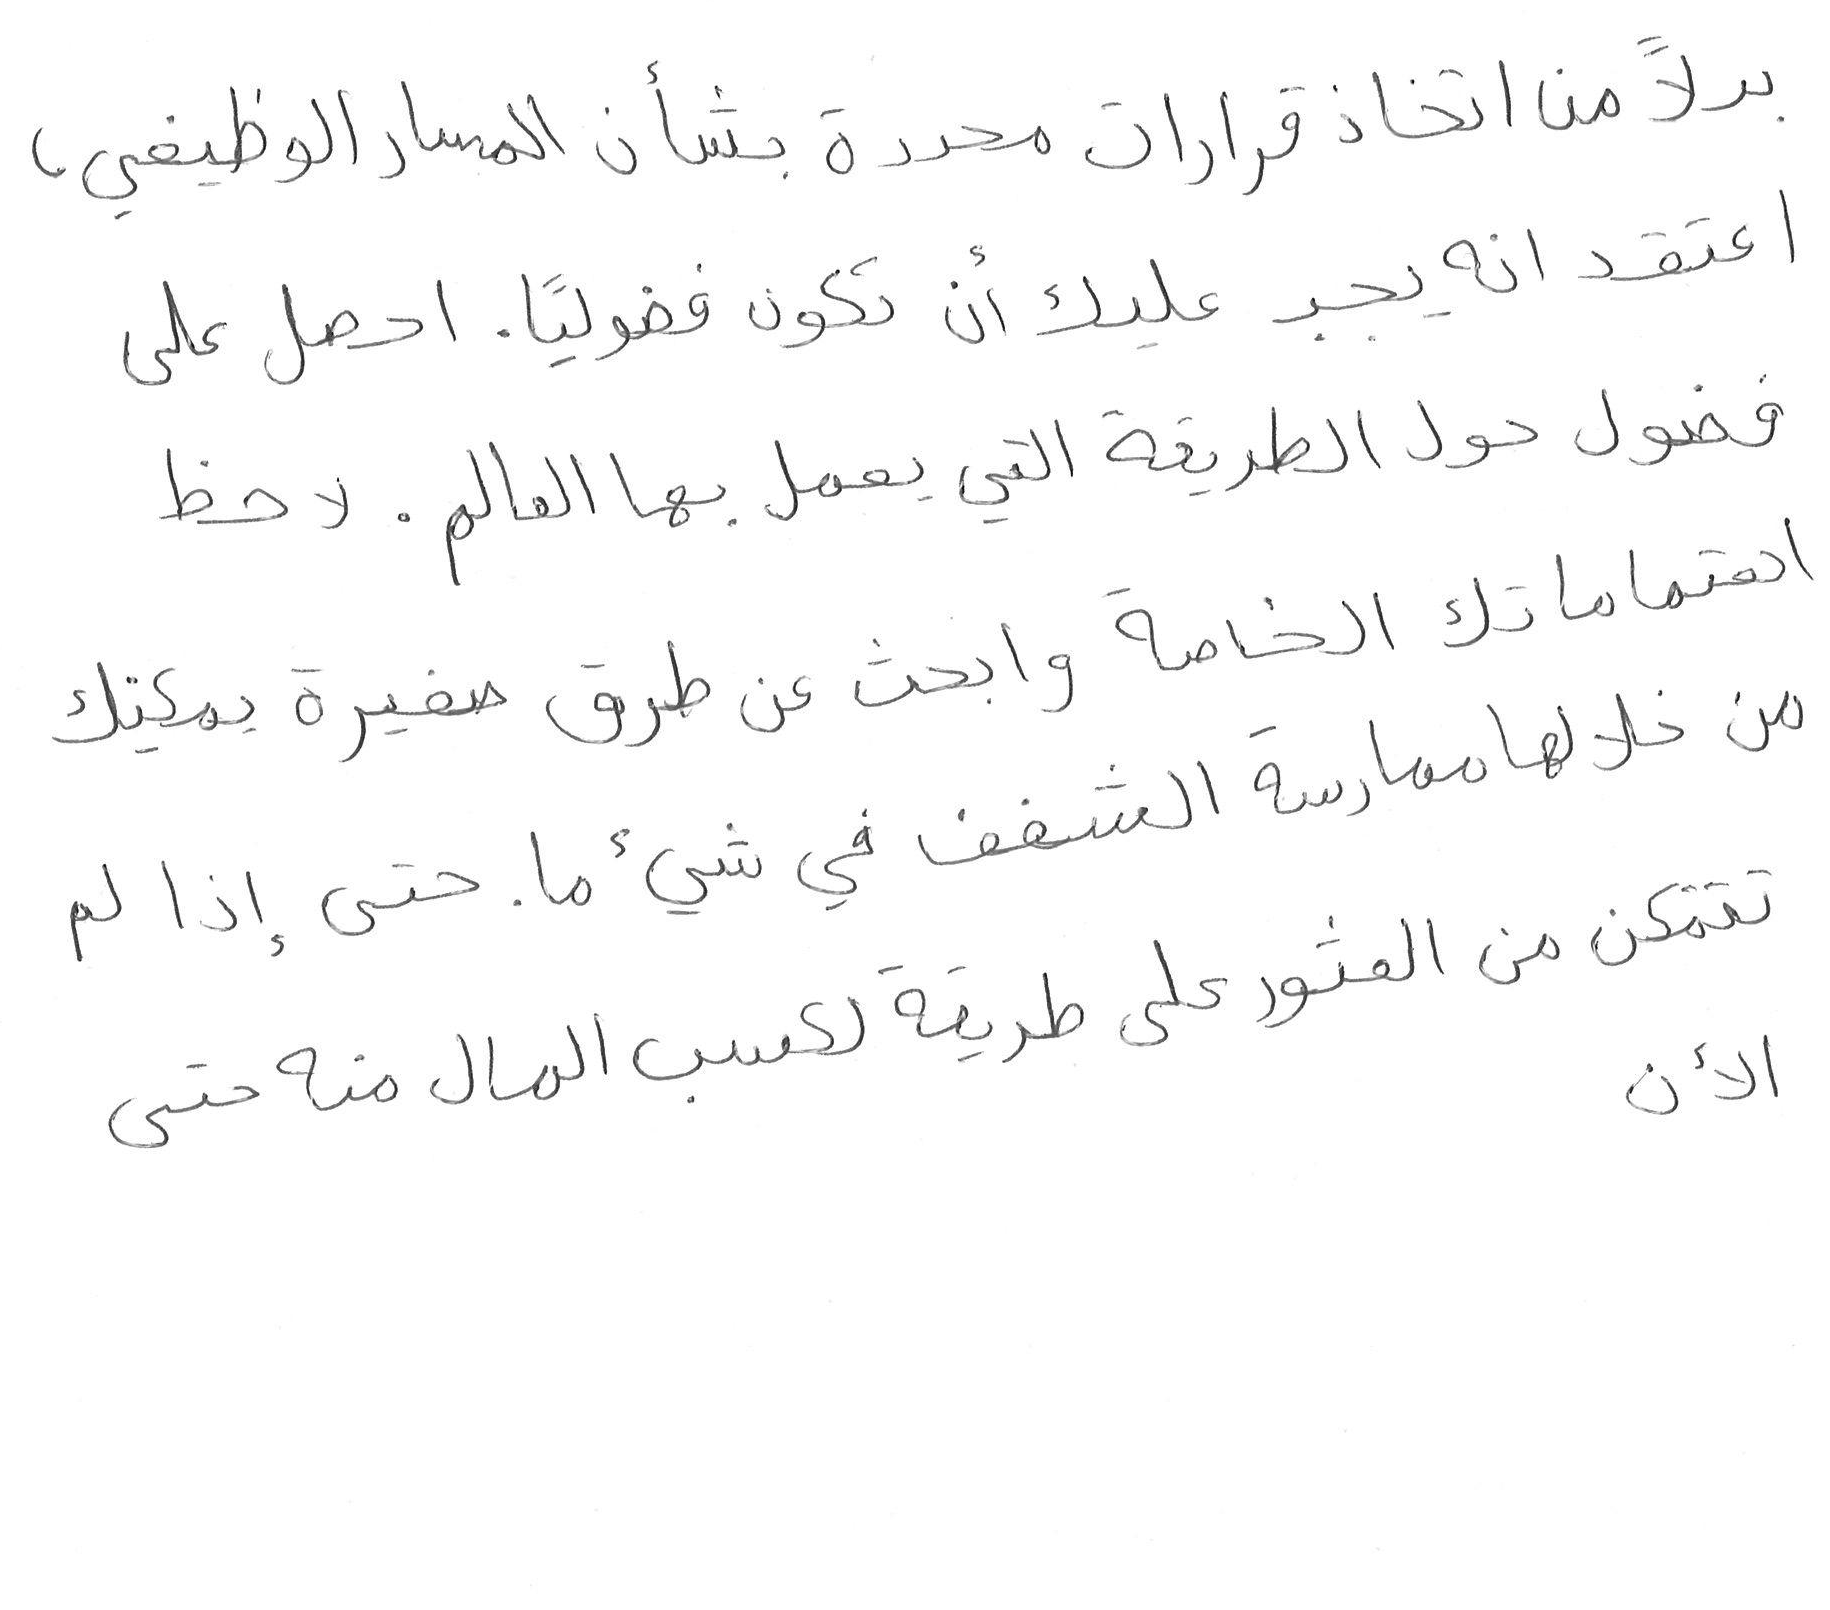 بدلاً من اتخاذ قرارات محددة بشأن المسار الوظيفي،
اعتقد انه يجب عليك أن تكون فضوليًا. احصل على
فضول حول الطريقة التي يعمل بها العالم. لاحظ
اهتماماتك الخاصة وابحث عن طرق صغيرة يمكنك
من خلالها ممارسة الشغف في شيء ما. حتى إذا لم
تتمكن من العثور على طريقة لكسب المال منه حتى
الأن